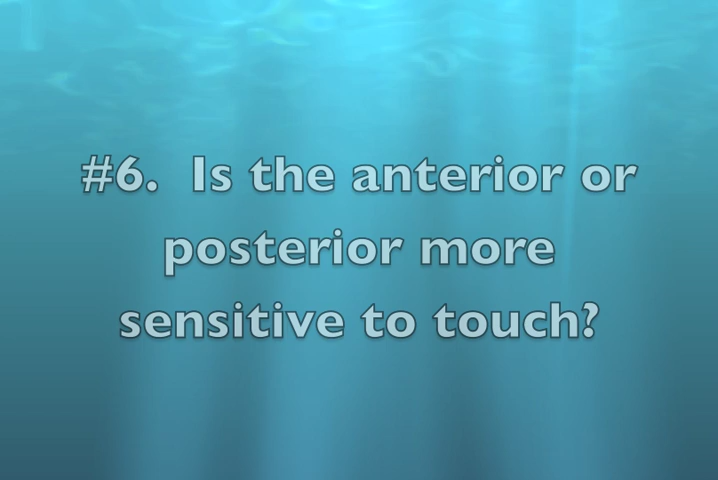 #6.  Is the anterior or
posterior more
sensitive to touch?